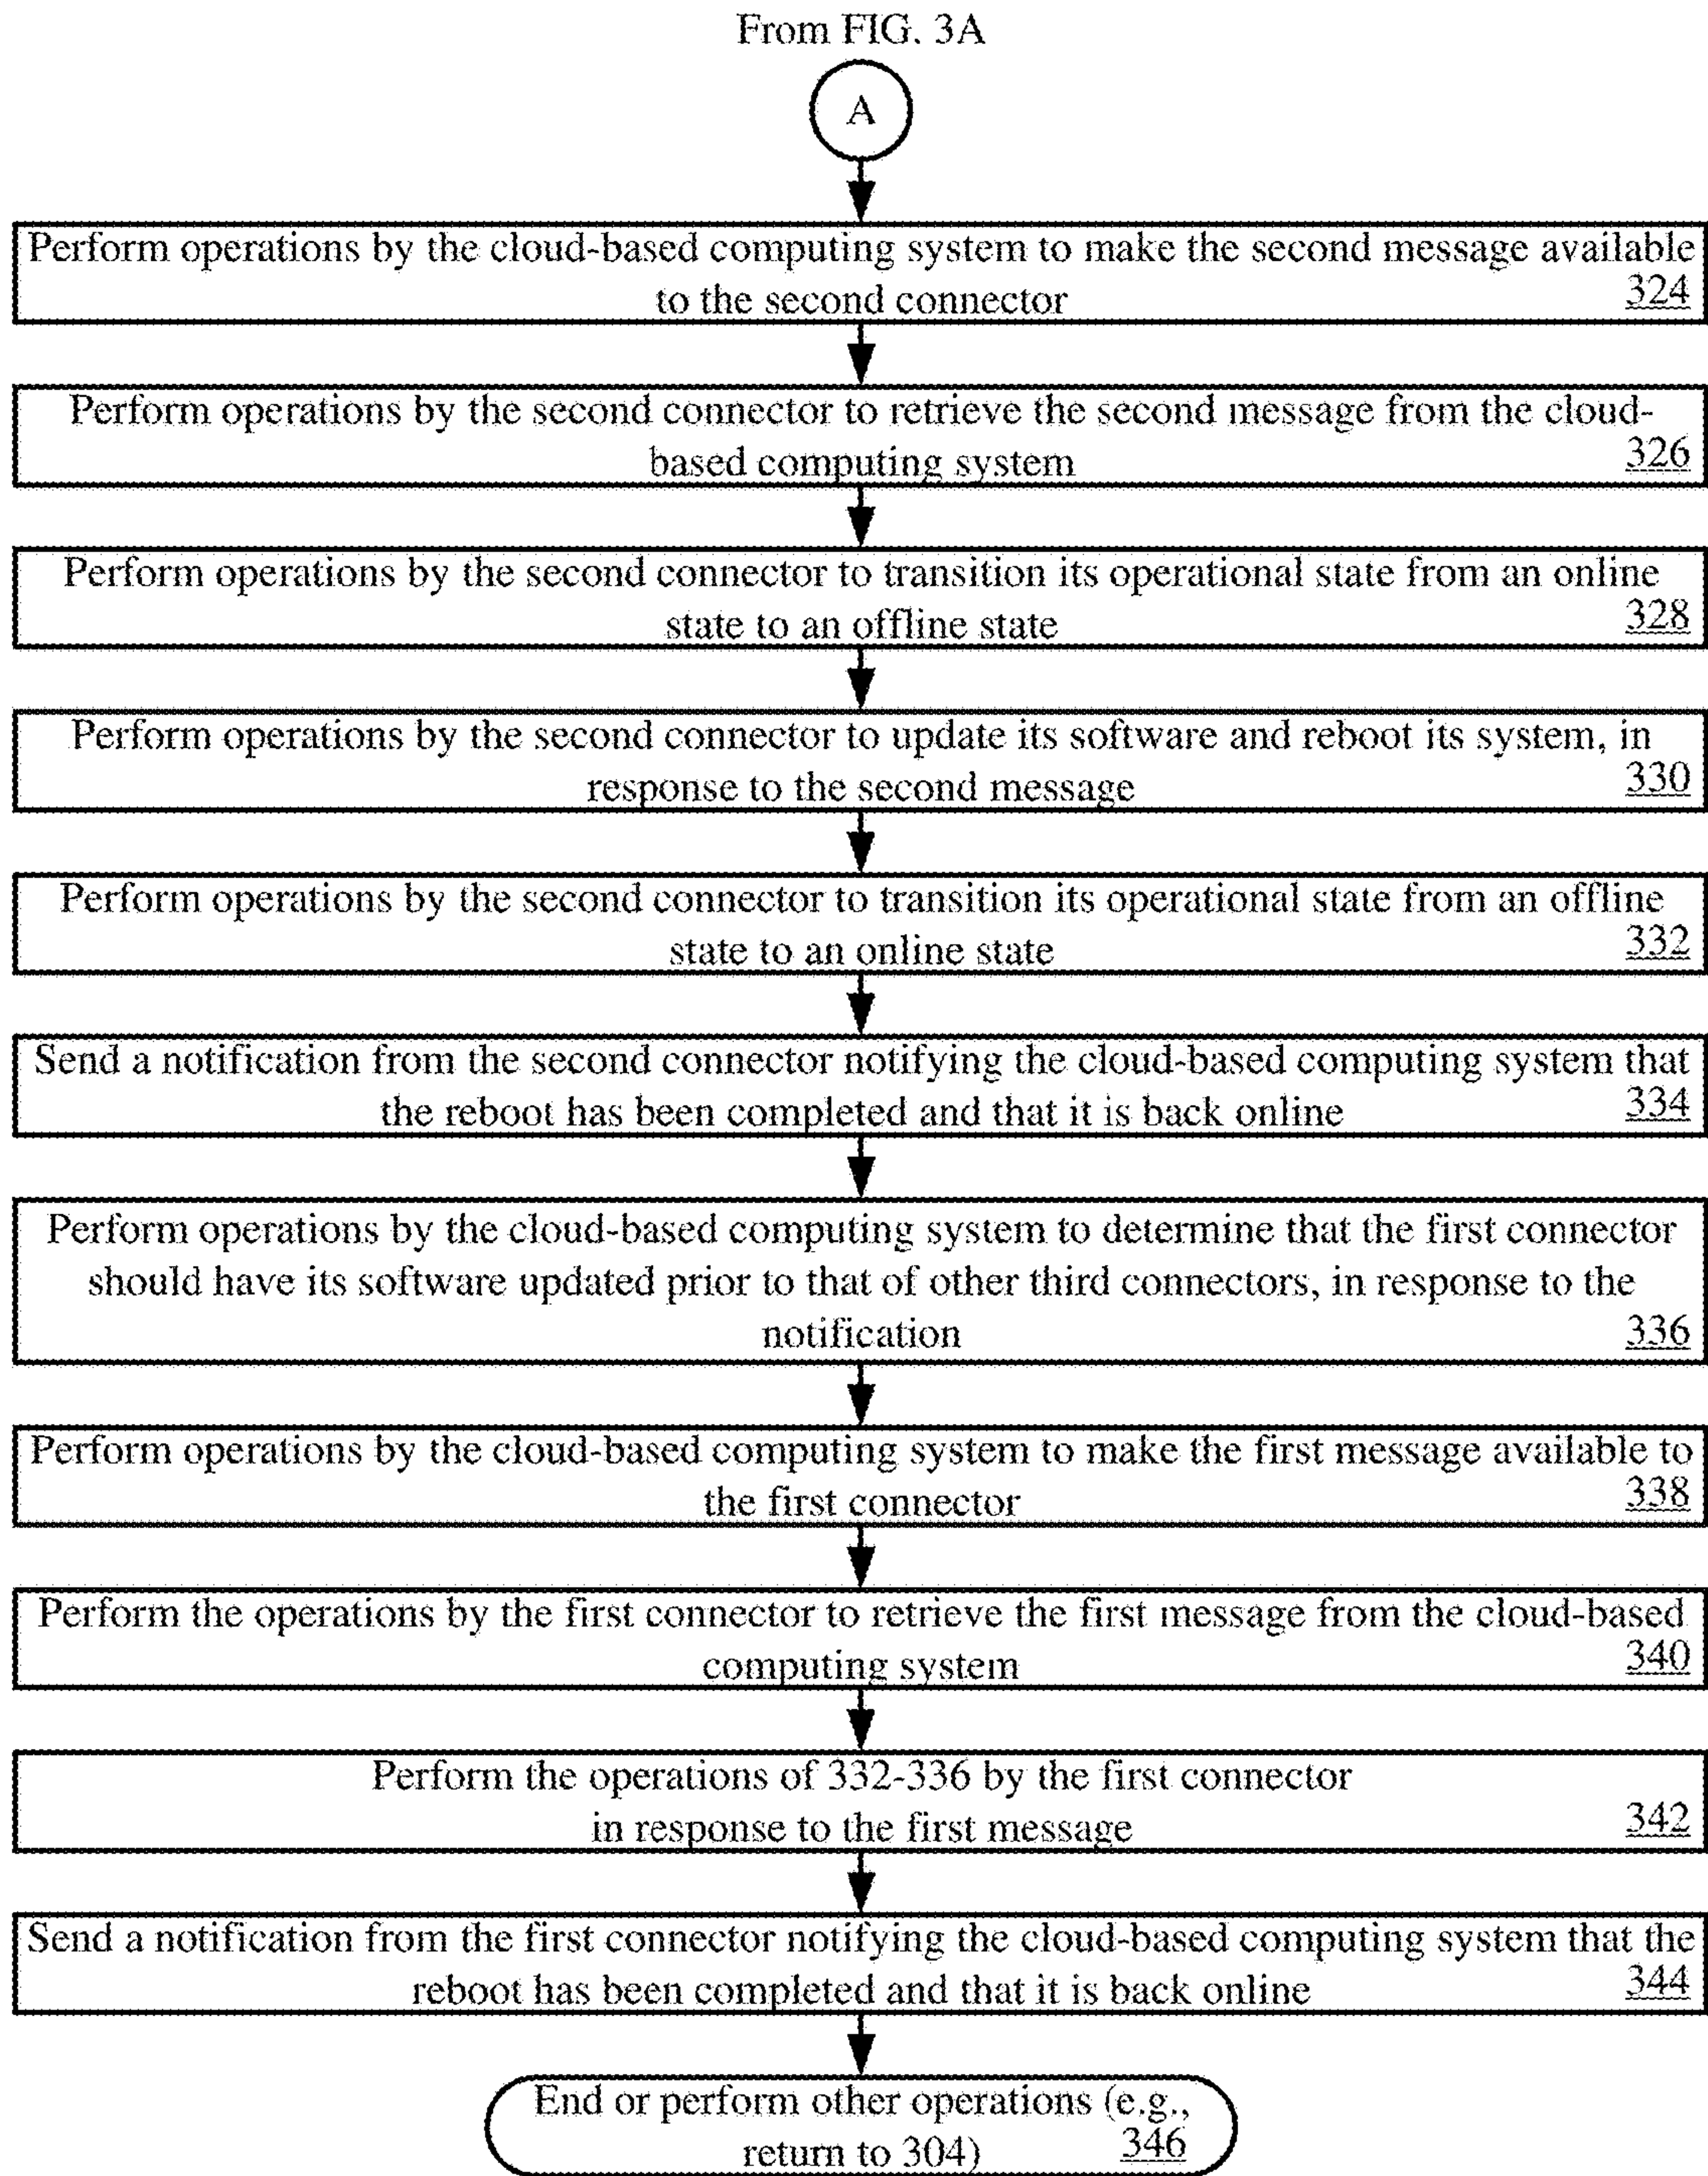 From FIG. 3A
A
Perform operations by the cloud-based computing system to make the second message available
to the second connector
324
Perform operations by the second connector to retrieve the second message from the cloud-
based computing system
326
Perform operations by the second connector to transition its operational state from an online
state to an offline state
328
Perform operations by the second connector to update its software and reboot its system, in
response to the second message
330
Perform operations by the second connector to transition its operational state from an offline
state to an online state
332
Send a notification from the second connector notifying the cloud-based computing system that
the reboot has been completed and that it is back online
334
Perform operations by the cloud-based computing system to determine that the first connector
should have its software updated prior to that of other third connectors, in response to the
notification
336
Perform operations by the cloud-based computing system to make the first message available to
the first connector
338
Perform the operations by the first connector to retrieve the first message from the cloud-based
computing system
340
Perform the operations of 332-336 by the first connector
in response to the first message
342
Send a notification from the first connector notifying the cloud-based computing system that the
reboot has been completed and that it is back online
344
End or perform other operations (e.g.,
return to 304)
346